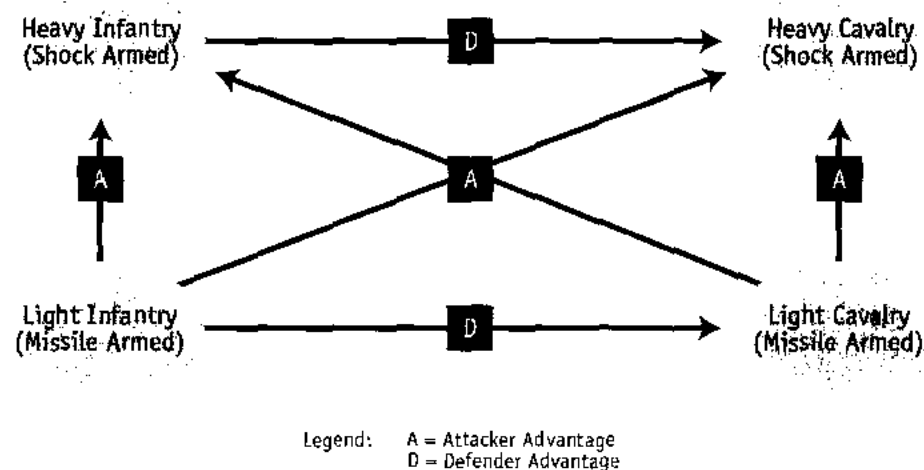 Heavy Infantry
(Shock Armed)
D
Heavy Cavalry
(Shock Armed)
A
A
A
Light Infantry
(Missile Armed)
D
Light Cavalry
(Missile Armed)
Legend: A = Attacker Advantage
D = Defender Advantage